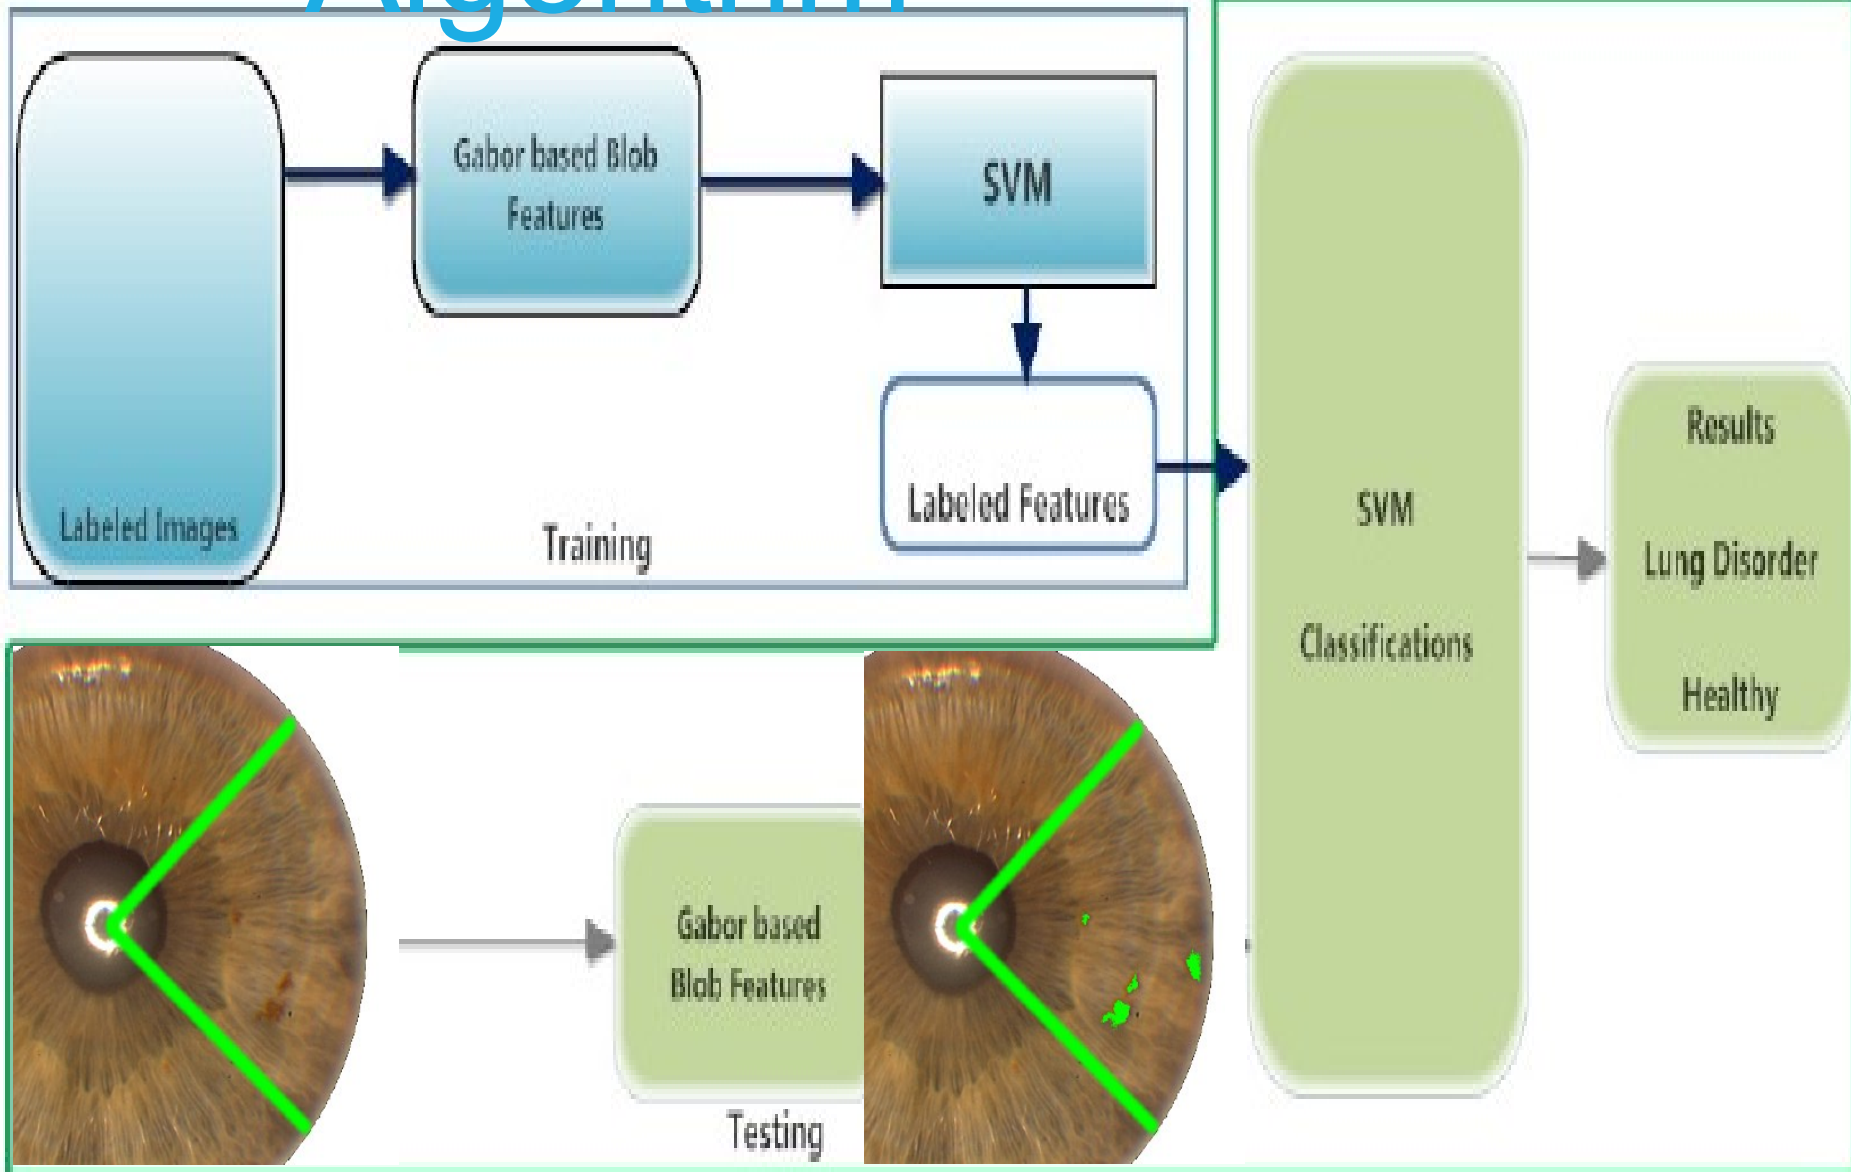 Algorithm
Gabor based Blob
Features
SVM
Labeled Images
Training
Labeled Features
SVM
Classifications
Results
Lung Disorder
Healthy
Gabor based
Blob Features
Testing